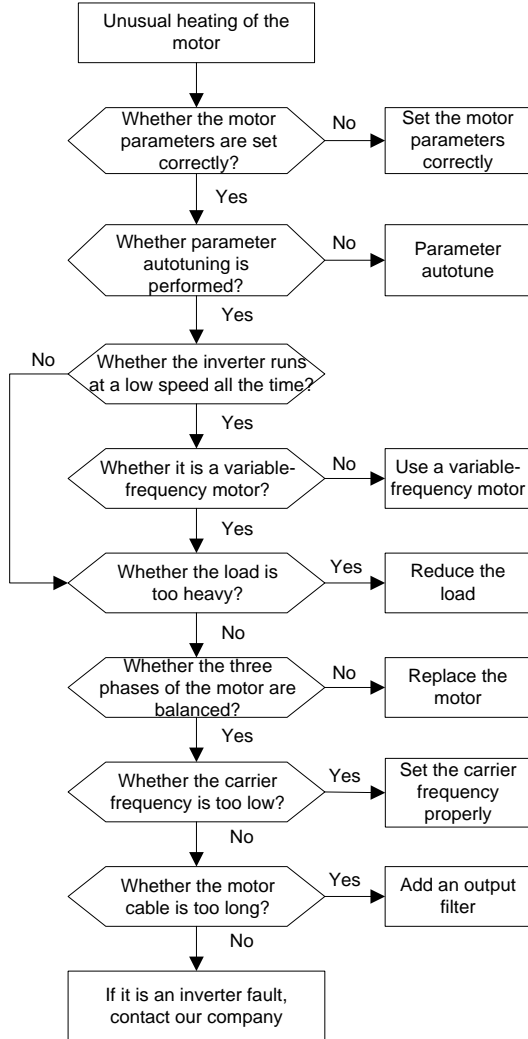 Unusual heating of the
motor
Whether the motor
parameters are set
correctly?
No
Set the motor
parameters
correctly
Yes
Whether parameter
autotuning is
performed?
No
Parameter
autotune
Yes
No
Whether the inverter runs
at a low speed all the time?
Yes
Whether it is a variable-
frequency motor?
No
Use a variable-
frequency motor
Yes
Whether the load is
too heavy?
Yes
Reduce the
load
No
Whether the three
phases of the motor are
balanced?
No
Replace the
motor
Yes
Whether the carrier
frequency is too low?
Yes
Set the carrier
frequency
properly
No
Whether the motor
cable is too long?
Yes
Add an output
filter
No
If it is an inverter fault,
contact our company